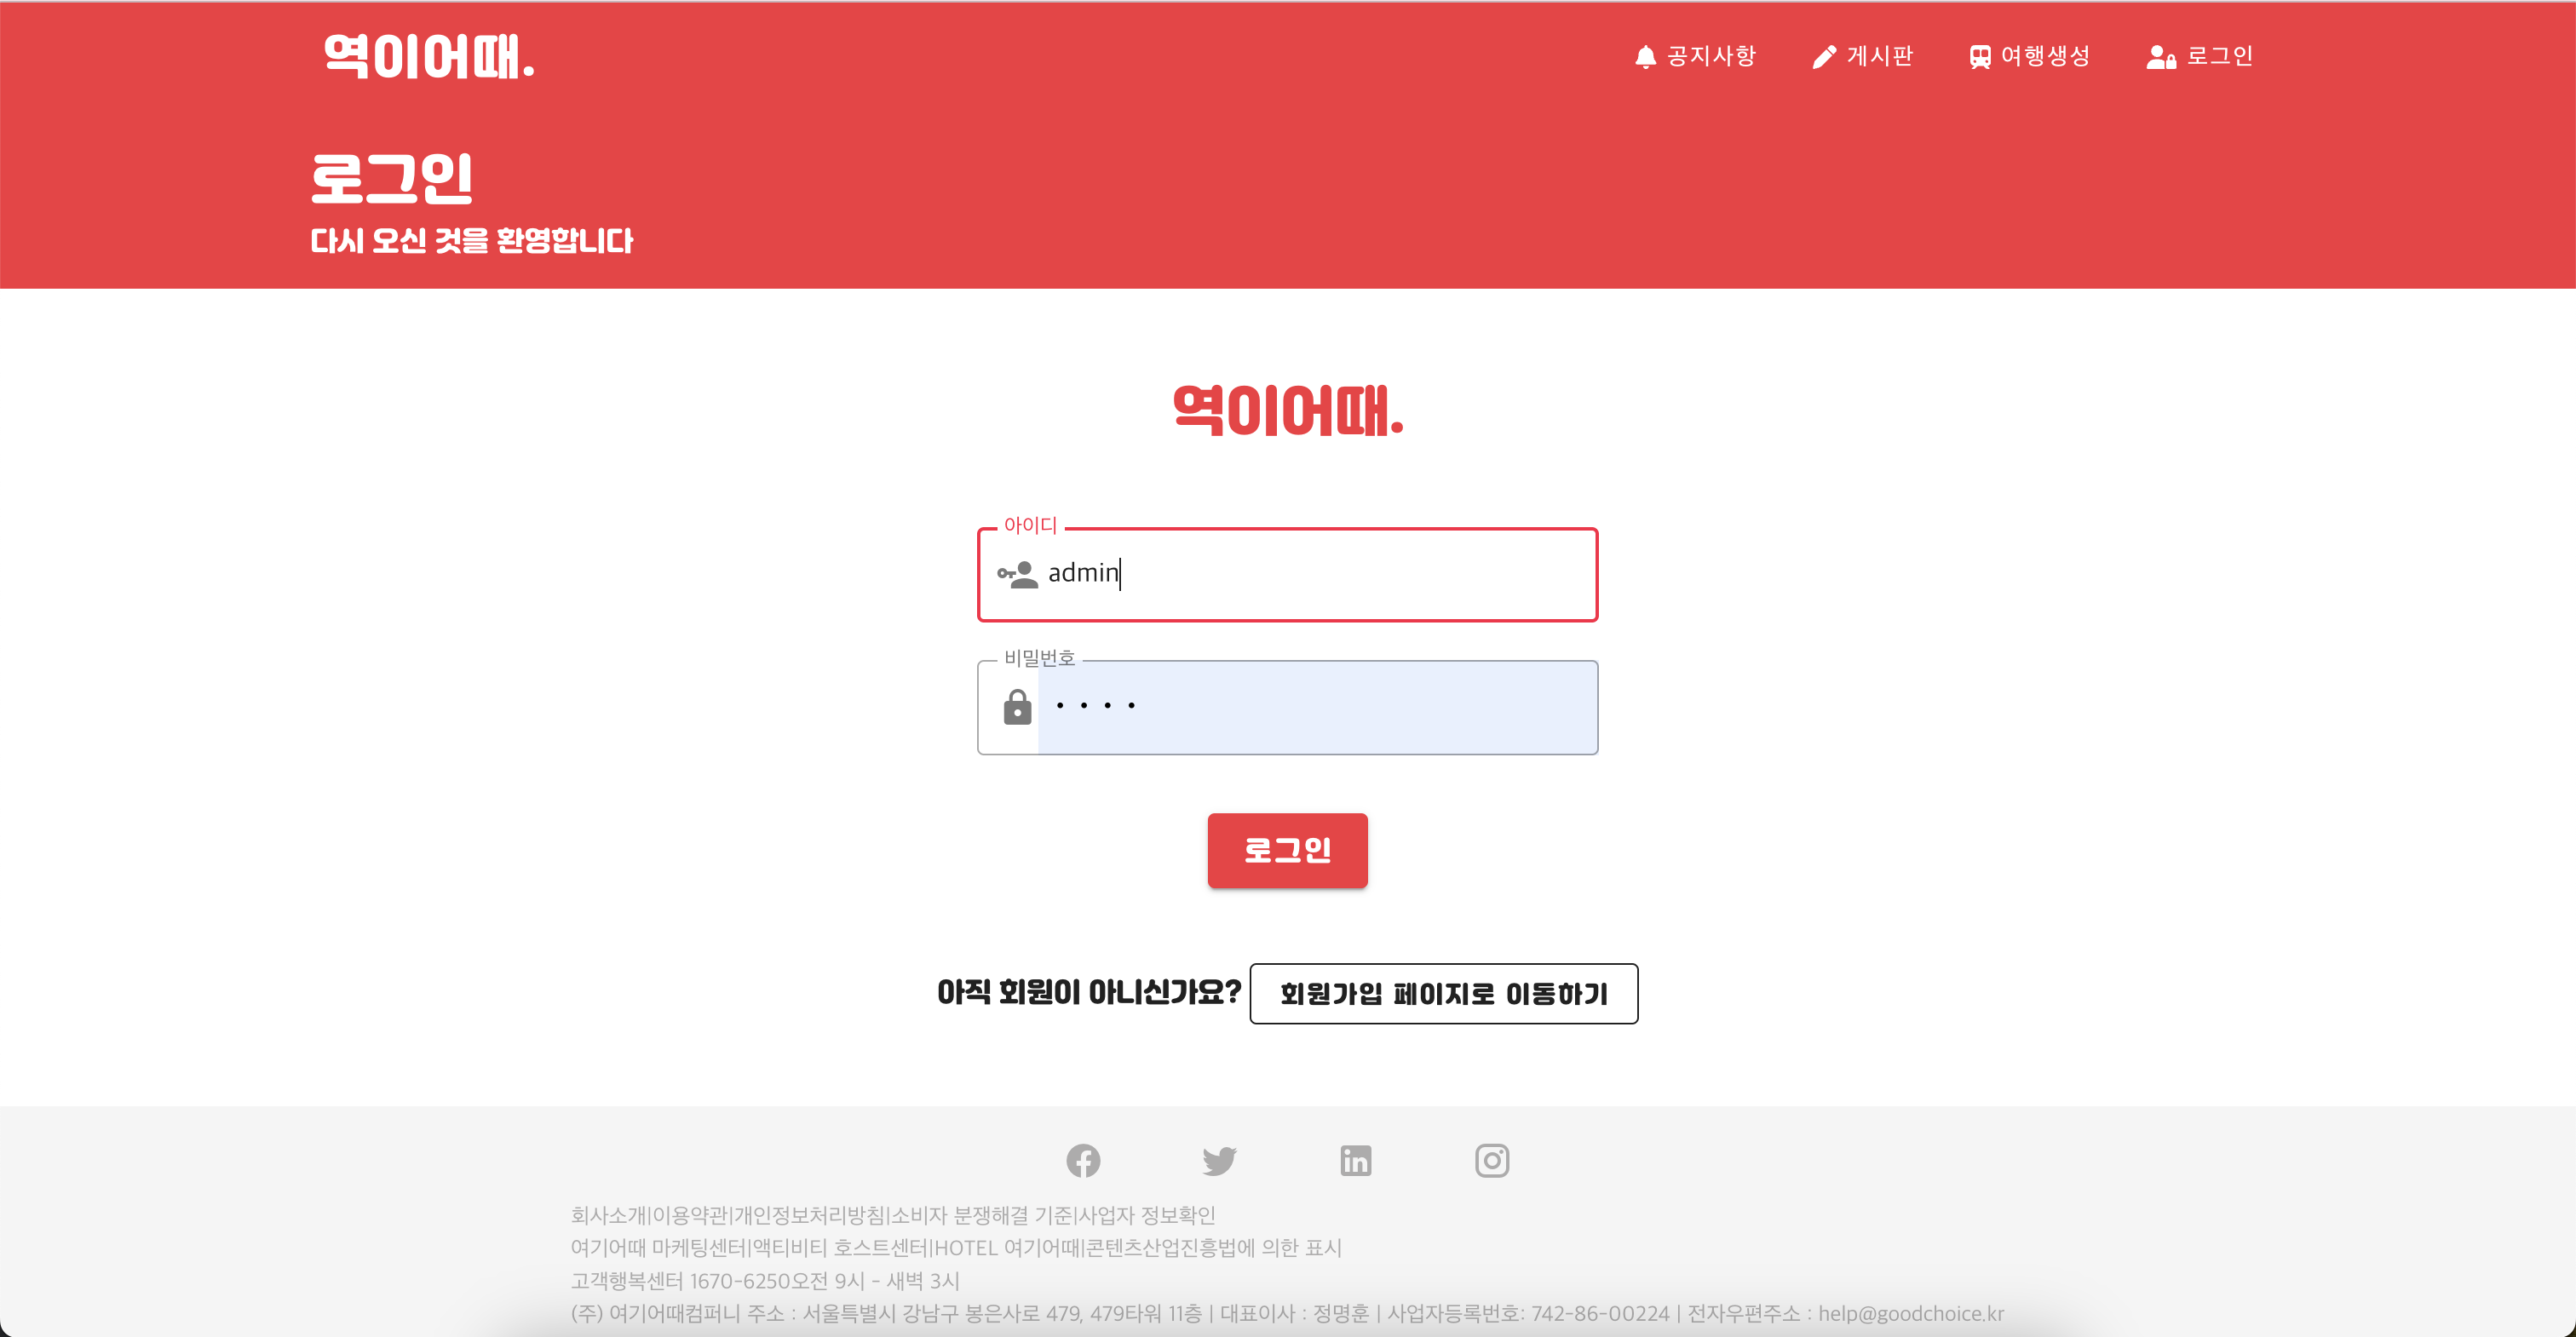 역이어때.
공지사항 게시판 여행생성 로그인
로그인
다시 오신 것을 환영합니다
역이어때.
아이디
admin
비밀번호
••••
로그인
아직 회원이 아니신가요? 회원가입 페이지로 이동하기
회사소개|이용약관|개인정보처리방침|소비자 분쟁해결 기준|사업자 정보확인
여기어때 마케팅센터|액티비티 호스트센터|HOTEL 여기어때|콘텐츠산업진흥법에 의한 표시
고객행복센터 1670-6250오전 9시 - 새벽 3시
(주) 여기어때컴퍼니 주소 : 서울특별시 강남구 봉은사로 479, 479타워 11층 | 대표이사 : 정명훈 | 사업자등록번호: 742-86-00224 | 전자우편주소 : help@goodchoice.kr